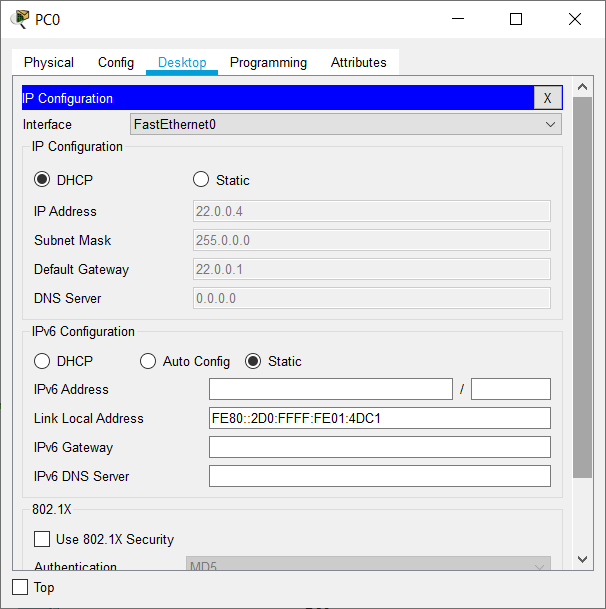 PC0
Physical Config Desktop Programming Attributes
IP Configuration X
Interface FastEthernet0
IP Configuration
DHCP Static
IP Address 22.0.0.4
Subnet Mask 255.0.0.0
Default Gateway 22.0.0.1
DNS Server 0.0.0.0
IPv6 Configuration
DHCP Auto Config Static
IPv6 Address /
Link Local Address FE80::2D0:FFFF:FE01:4DC1
IPv6 Gateway
IPv6 DNS Server
802.1X
Use 802.1X Security
Authentication MD5
Top